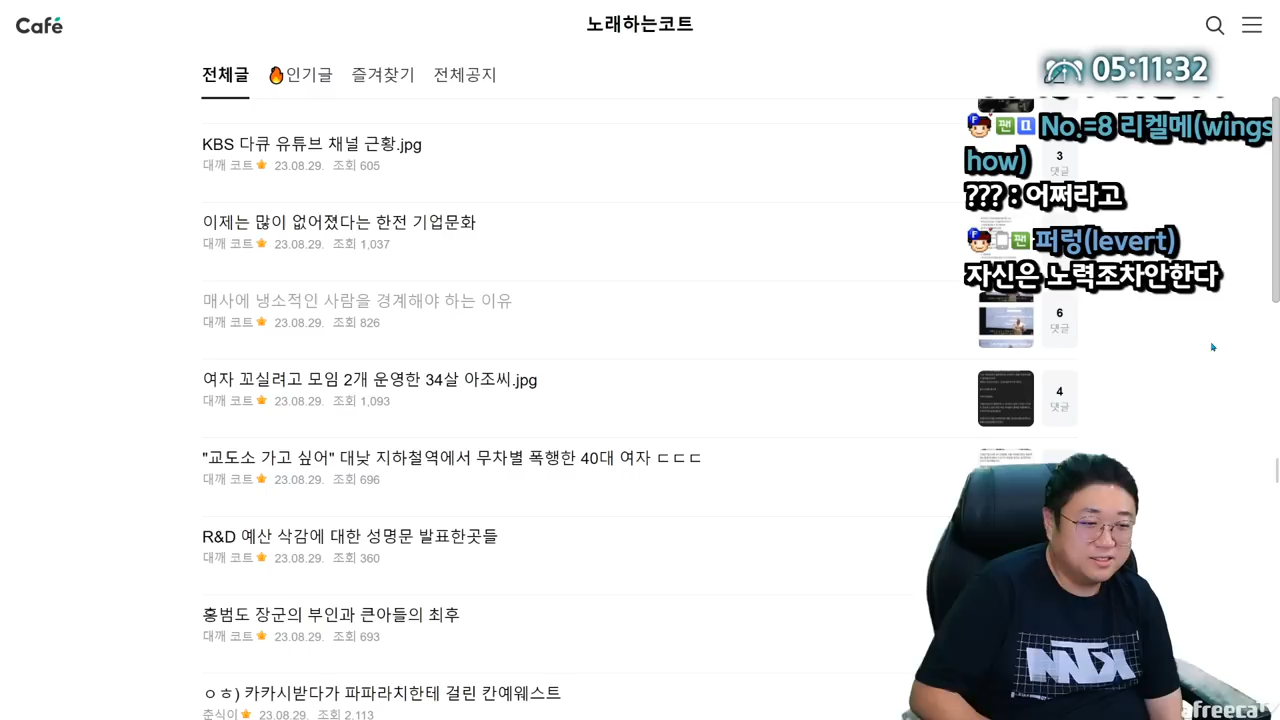 Café
노래하는코트
전체글 🔥인기글 즐겨찾기 전체공지
05:11:32
KBS 다큐 유튜브 채널 근황.jpg
대깨 코트 23.08.29. 조회 605
3
댓글
이제는 많이 없어졌다는 한전 기업문화
대깨 코트 23.08.29. 조회 1,037
매사에 냉소적인 사람을 경계해야 하는 이유
대깨 코트 23.08.29. 조회 826
6
댓글
여자 꼬실려고 모임 2개 운영한 34살 아조씨.jpg
대깨 코트 23.08.29. 조회 1,093
4
댓글
"교도소 가고 싶어" 대낮 지하철역에서 무차별 폭행한 40대 여자 ㄷㄷㄷ
대깨 코트 23.08.29. 조회 696
R&D 예산 삭감에 대한 성명문 발표한곳들
대깨 코트 23.08.29. 조회 360
홍범도 장군의 부인과 큰아들의 최후
대깨 코트 23.08.29. 조회 693
ㅇㅎ) 카카시받다가 파파라치한테 걸린 칸예웨스트
춘식이 23.08.29. 조회 2,113
F 팬 No.=8 리켈메(wings
how)
??? : 어쩌라고
F 팬 퍼렁(levert)
자신은 노력조차안한다
afreecaTV